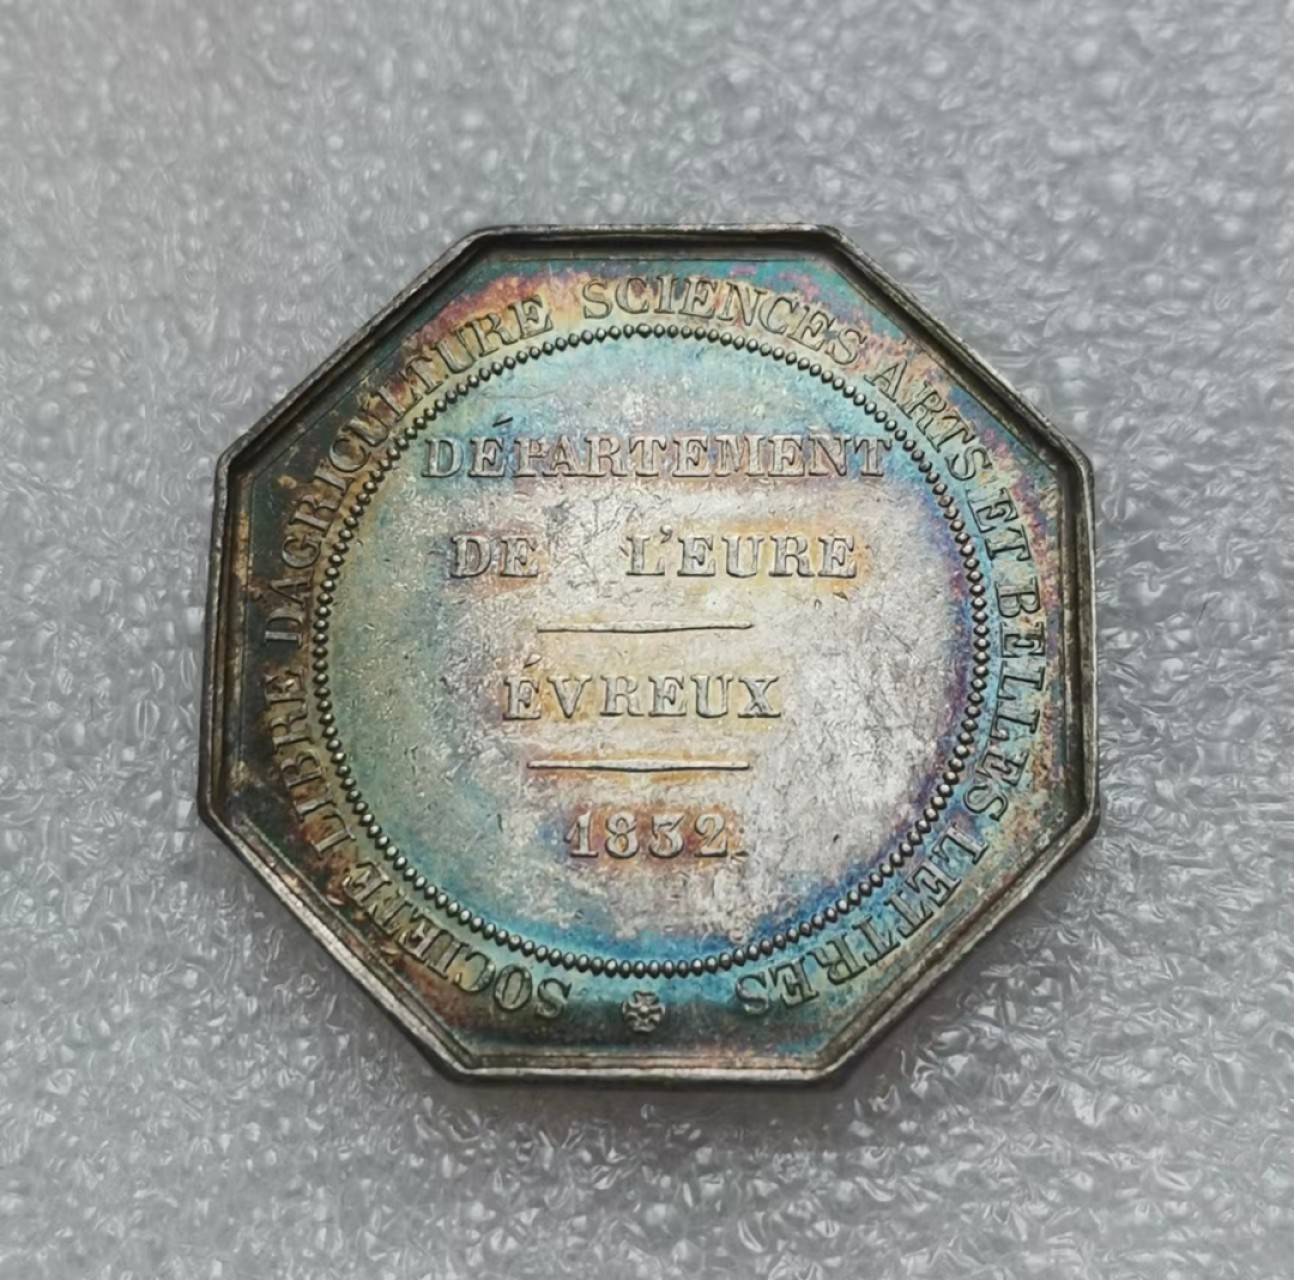 SOCIETE LIBRE D'AGRICULTURE SCIENCES ARTS ET BELLES LETTRES
DÉPARTEMENT
DE L'EURE
ÉVREUX
1832.